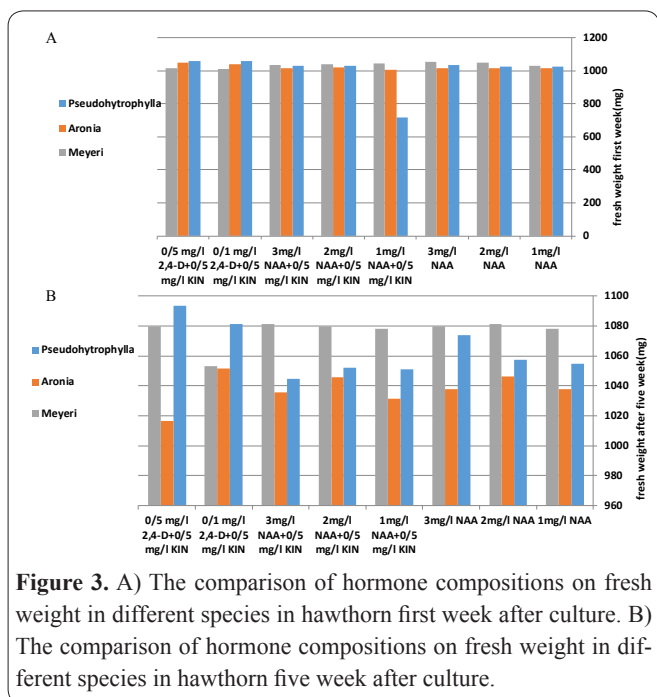 A
1200
1000
800
600
400
200
0
fresh weight first week(mg)
Pseudohytrophylla
Aronia
Meyeri
0/5 mg/l 0/1 mg/l 3mg/l 2mg/l 1mg/l 3mg/l 2mg/l 1mg/l
2,4-D+0/5 2,4-D+0/5 NAA+0/5 NAA+0/5 NAA+0/5 NAA NAA NAA
mg/l KIN mg/l KIN mg/l KIN mg/l KIN mg/l KIN
B
1100
1080
1060
1040
1020
1000
980
960
fresh weight after five week(mg)
Pseudohytrophylla
Aronia
Meyeri
0/5 mg/l 0/1 mg/l 3mg/l 2mg/l 1mg/l 3mg/l NAA 2mg/l NAA 1mg/l NAA
2,4-D+0/5 2,4-D+0/5 NAA+0/5 NAA+0/5 NAA+0/5
mg/l KIN mg/l KIN mg/l KIN mg/l KIN mg/l KIN
Figure 3. A) The comparison of hormone compositions on fresh
weight in different species in hawthorn first week after culture. B)
The comparison of hormone compositions on fresh weight in dif-
ferent species in hawthorn five week after culture.